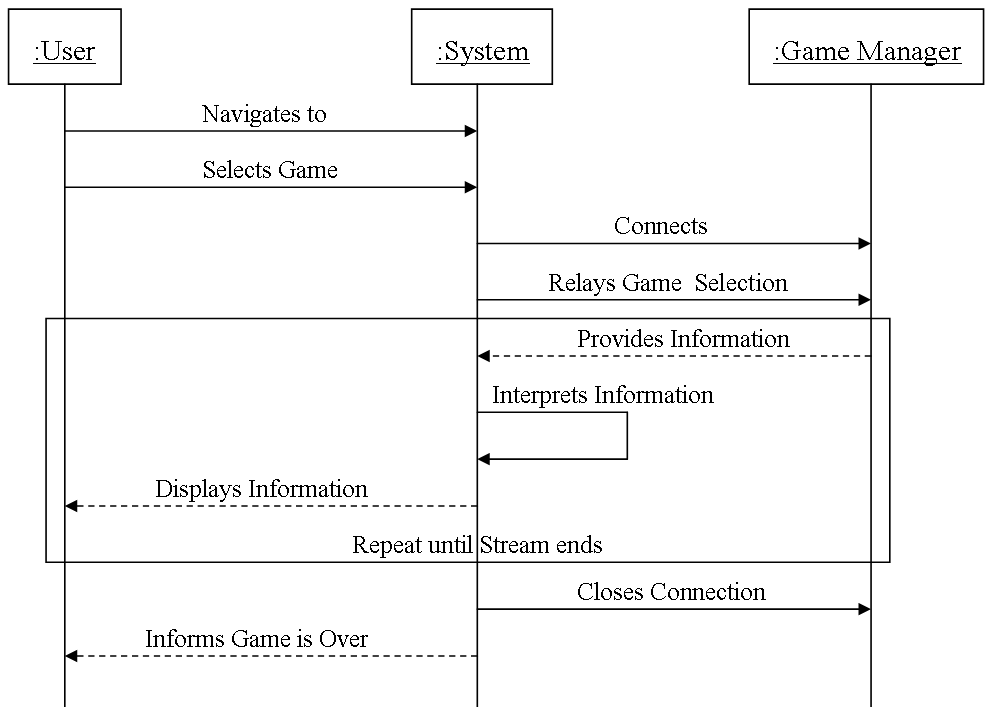 :User
:System
:Game Manager
Navigates to
Selects Game
Connects
Relays Game  Selection
Provides Information
Interprets Information
Displays Information
Repeat until Stream ends
Closes Connection
Informs Game is Over